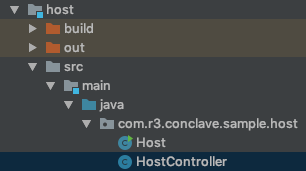 host
build
out
src
main
java
com.r3.conclave.sample.host
Host
HostController